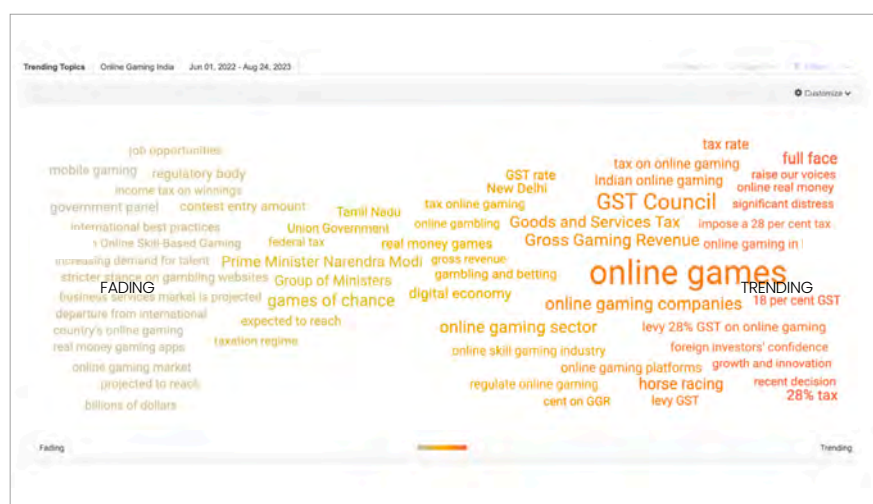 Trending Topics Online Gaming India Jun 01, 2022 - Aug 24, 2023
Customize
job opportunities
mobile gaming
regulatory body
income tax on winnings
government panel
contest entry amount
international best practices
Online Skill-Based Gaming
increasing demand for talent
stricter stance on gambling websites
FADING
business services market is projected
departure from international
country's online gaming
real money gaming apps
online gaming market
projected to reach
billions of dollars
Tamil Nadu
Union Government
federal tax
Prime Minister Narendra Modi
Group of Ministers
games of chance
expected to reach
taxation regime
GST rate
New Delhi
tax online gaming
online gambling
real money games
gross revenue
gambling and betting
digital economy
tax rate
tax on online gaming
full face
Indian online gaming
raise our voices
online real money
GST Council
significant distress
Goods and Services Tax
impose a 28 per cent tax
Gross Gaming Revenue
online gaming in
online games
TRENDING
online gaming companies
18 per cent GST
online gaming sector
levy 28% GST on online gaming
online skill gaming industry
foreign investors' confidence
online gaming platforms
growth and innovation
regulate online gaming
horse racing
recent decision
28% tax
cent on GGR
levy GST
Fading
Trending